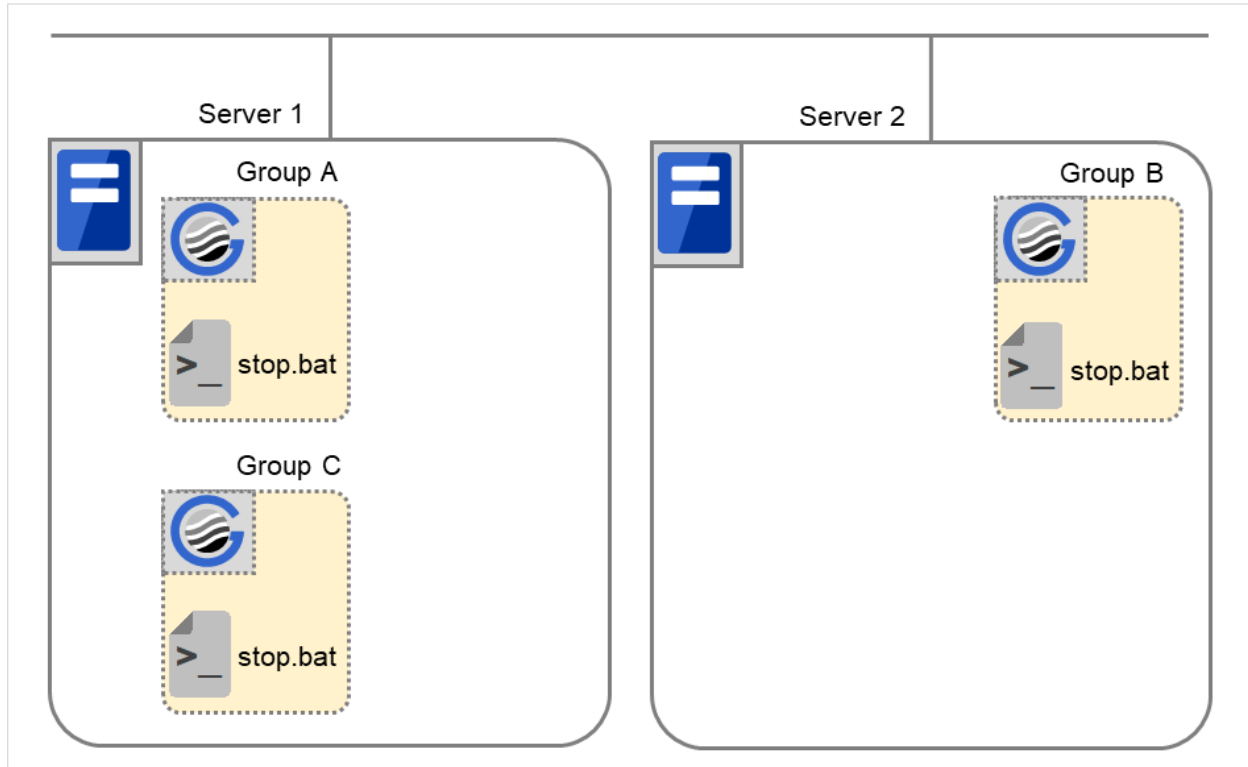 Server 1
Server 2
Group A
Group B
>_ stop.bat
>_ stop.bat
Group C
>_ stop.bat